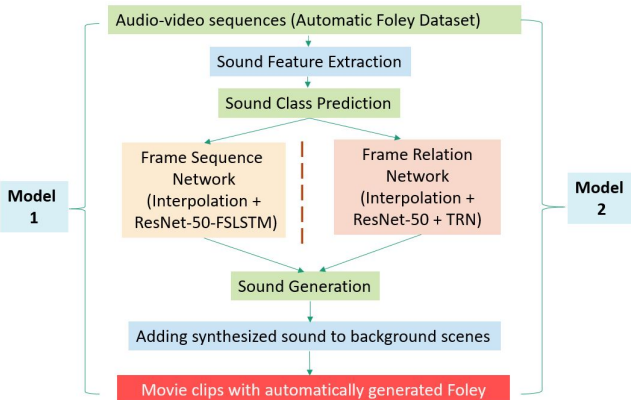 Audio-video sequences (Automatic Foley Dataset)
Sound Feature Extraction
Sound Class Prediction
Frame Sequence
Network
(Interpolation +
ResNet-50-FSLSTM)
Frame Relation
Network
(Interpolation +
ResNet-50 + TRN)
Model
1
Model
2
Sound Generation
Adding synthesized sound to background scenes
Movie clips with automatically generated Foley